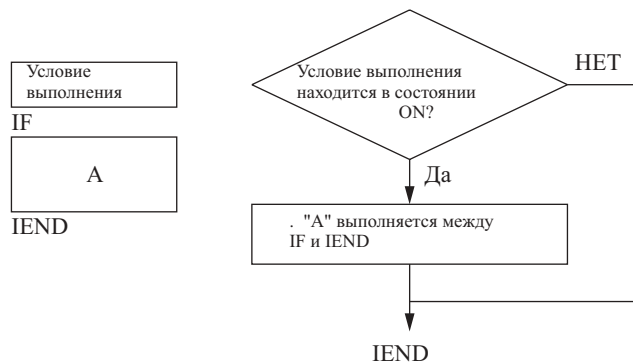 Условие
выполнения
IF
A
IEND
Условие выполнения
находится в состоянии
ON?
НЕТ
Да
. "A" выполняется между
IF и IEND
IEND